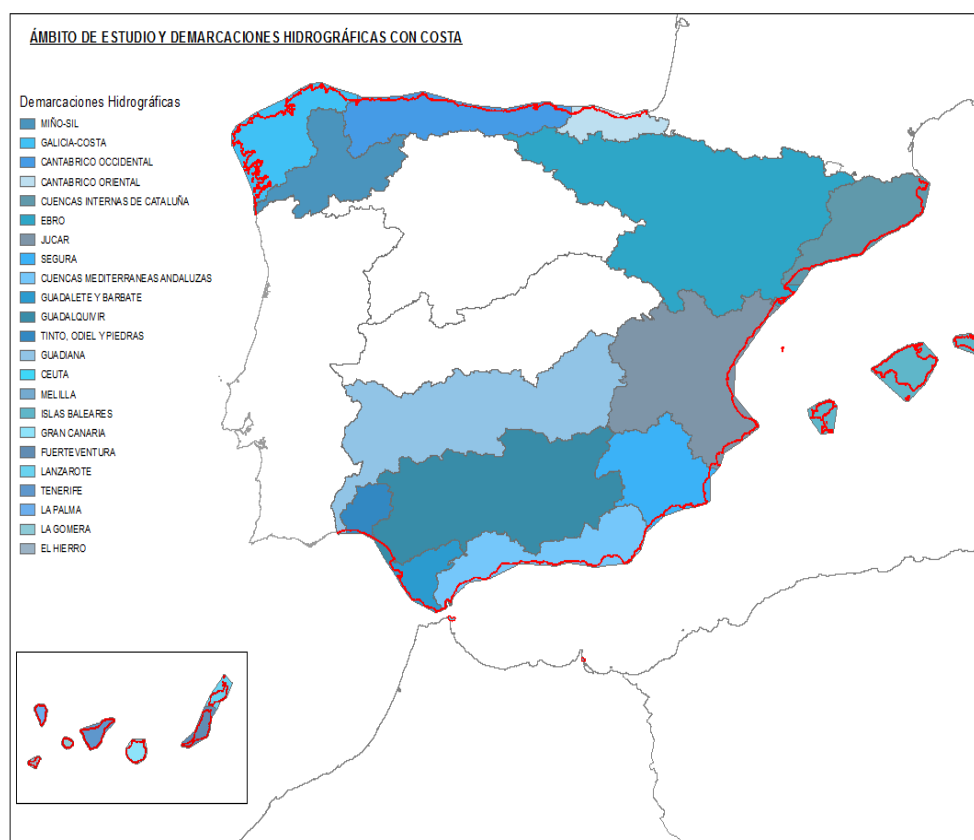 ÁMBITO DE ESTUDIO Y DEMARCACIONES HIDROGRÁFICAS CON COSTA
Demarcaciones Hidrográficas
MIÑO-SIL
GALICIA-COSTA
CANTABRICO OCCIDENTAL
CANTABRICO ORIENTAL
CUENCAS INTERNAS DE CATALUÑA
EBRO
JUCAR
SEGURA
CUENCAS MEDITERRANEAS ANDALUZAS
GUADALETE Y BARBATE
GUADALQUIVIR
TINTO, ODIEL Y PIEDRAS
GUADIANA
CEUTA
MELILLA
ISLAS BALEARES
GRAN CANARIA
FUERTEVENTURA
LANZAROTE
TENERIFE
LA PALMA
LA GOMERA
EL HIERRO